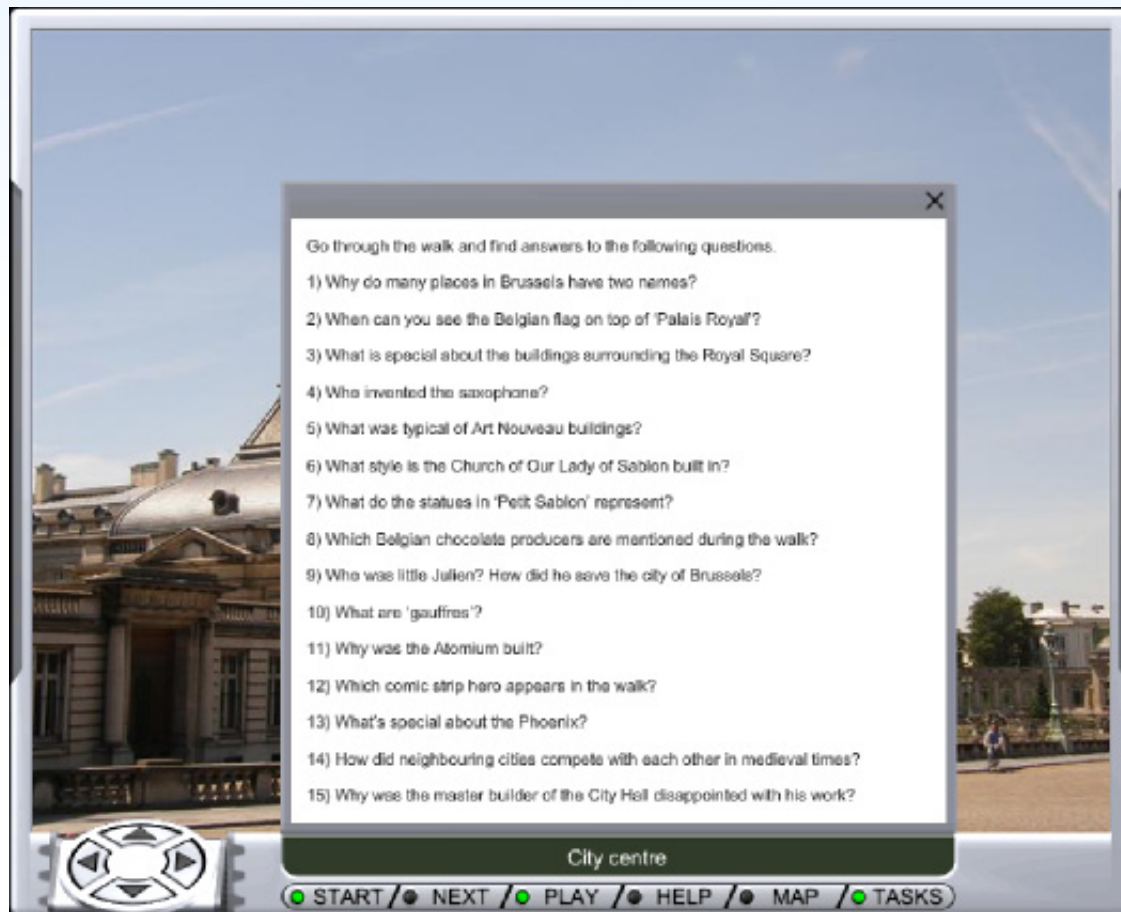 Go through the walk and find answers to the following questions.
1) Why do many places in Brussels have two names?
2) When can you see the Belgian flag on top of 'Palais Royal'?
3) What is special about the buildings surrounding the Royal Square?
4) Who invented the saxophone?
5) What was typical of Art Nouveau buildings?
6) What style is the Church of Our Lady of Sablon built in?
7) What do the statues in 'Petit Sablon' represent?
8) Which Belgian chocolate producers are mentioned during the walk?
9) Who was little Julien? How did he save the city of Brussels?
10) What are 'gauffres'?
11) Why was the Atomium built?
12) Which comic strip hero appears in the walk?
13) What's special about the Phoenix?
14) How did neighbouring cities compete with each other in medieval times?
15) Why was the master builder of the City Hall disappointed with his work?
City centre
START / NEXT / PLAY / HELP / MAP / TASKS